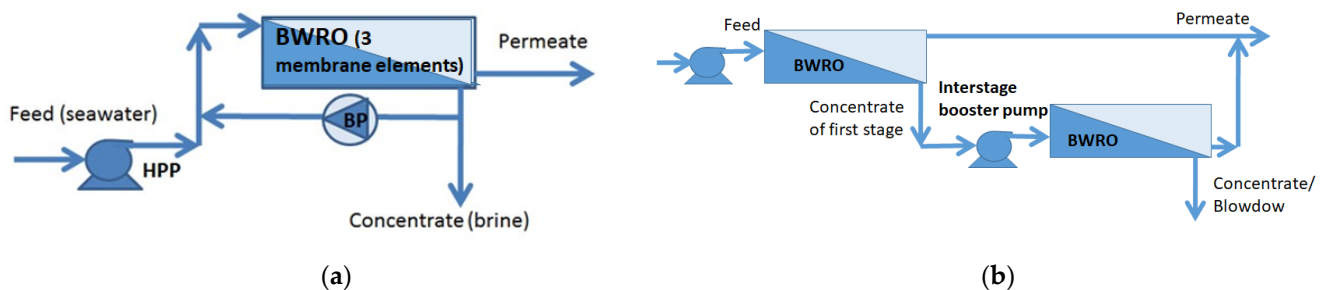 BWRO (3
membrane elements)
Permeate
Feed (seawater)
BP
HPP
Concentrate (brine)
(a)
Feed
Permeate
BWRO
Concentrate
of first stage
Interstage
booster pump
BWRO
Concentrate/
Blowdow
(b)